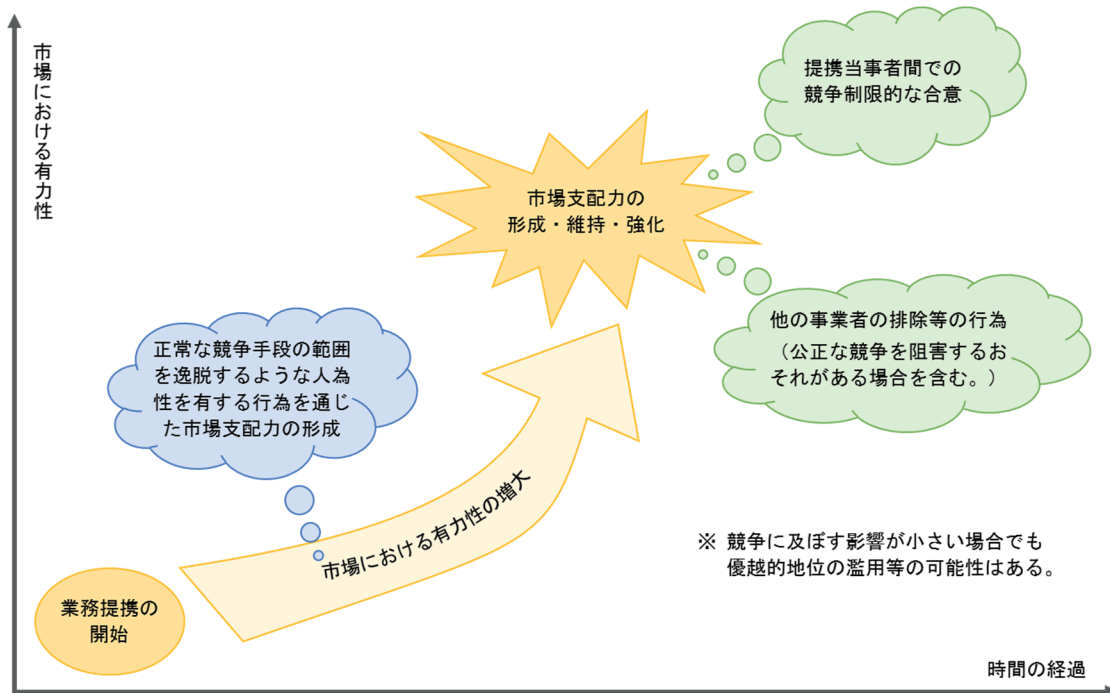 市場における有力性
提携当事者間での
競争制限的な合意
市場支配力の
形成・維持・強化
他の事業者の排除等の行為
（公正な競争を阻害するお
それがある場合を含む。）
正常な競争手段の範囲
を逸脱するような人為
性を有する行為を通じ
た市場支配力の形成
市場における有力性の増大
※ 競争に及ぼす影響が小さい場合でも
優越的地位の濫用等の可能性はある。
業務提携の
開始
時間の経過